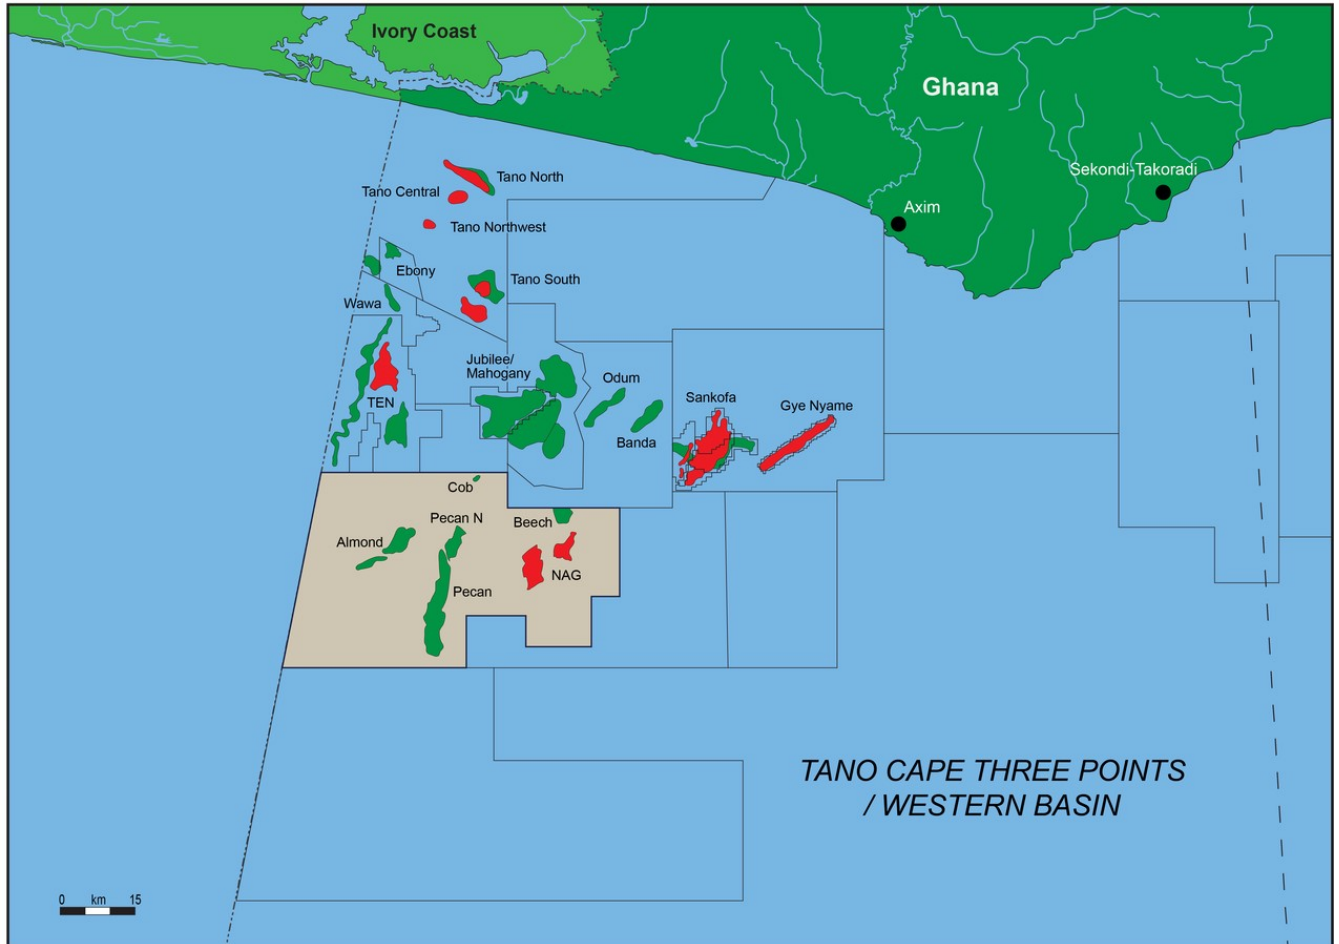 Ivory Coast
Ghana
Sekondi-Takoradi
Axim
Tano North
Tano Central
Tano Northwest
Ebony
Tano South
Wawa
Jubilee/
Mahogany
TEN
Odum
Banda
Sankofa
Gye Nyame
Cob
Pecan N
Almond
Beech
NAG
Pecan
TANO CAPE THREE POINTS
/ WESTERN BASIN
0 km 15